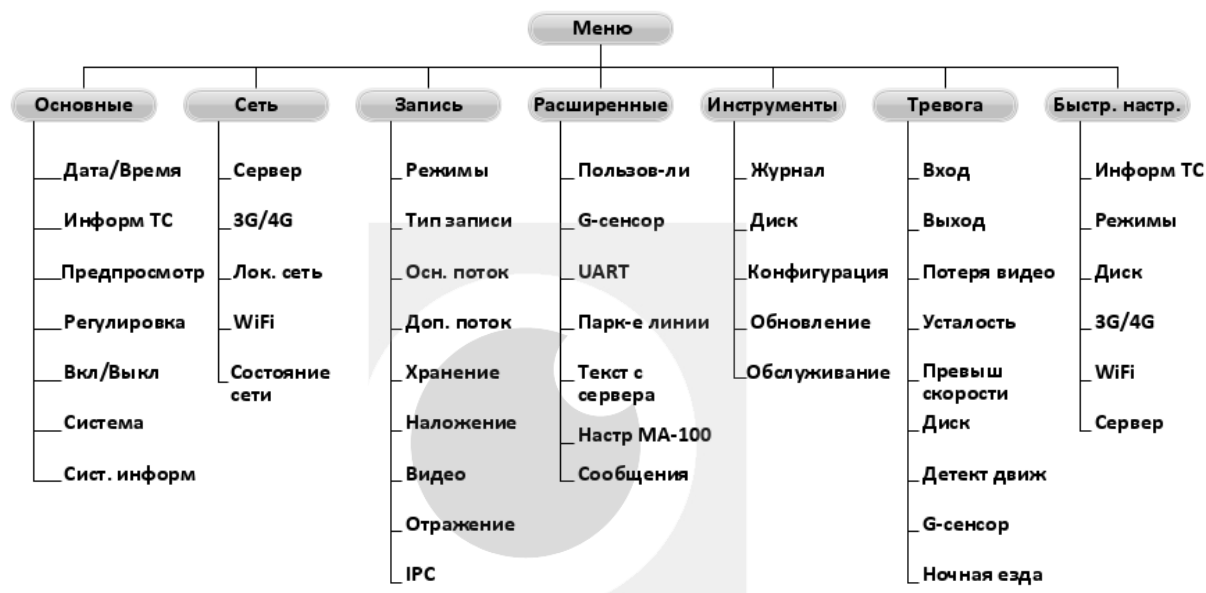 Меню
Основные
Дата/Время
Информ ТС
Предпросмотр
Регулировка
Вкл/Выкл
Система
Сист. информ
Сеть
Сервер
3G/4G
Лок. сеть
WiFi
Состояние
сети
Запись
Режимы
Тип записи
Осн. поток
Доп. поток
Хранение
Наложение
Видео
Отражение
IPC
Расширенные
Пользов-ли
G-сенсор
UART
Парк-е линии
Текст с
сервера
Настр MA-100
Сообщения
Инструменты
Журнал
Диск
Конфигурация
Обновление
Обслуживание
Тревога
Вход
Выход
Потеря видео
Усталость
Превыш
скорости
Диск
Детект движ
G-сенсор
Ночная езда
Быстр. настр.
Информ ТС
Режимы
Диск
3G/4G
WiFi
Сервер